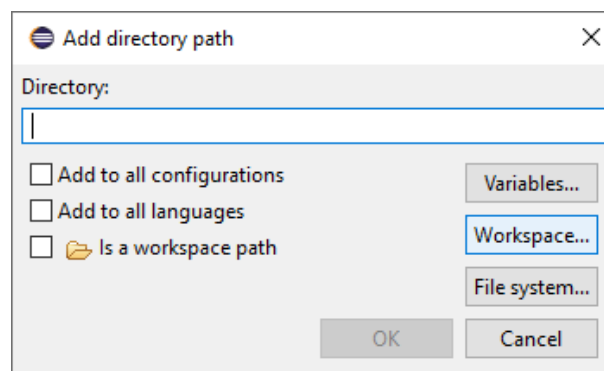 Add directory path
Directory:
Add to all configurations
Variables...
Add to all languages
Workspace...
Is a workspace path
File system...
OK
Cancel